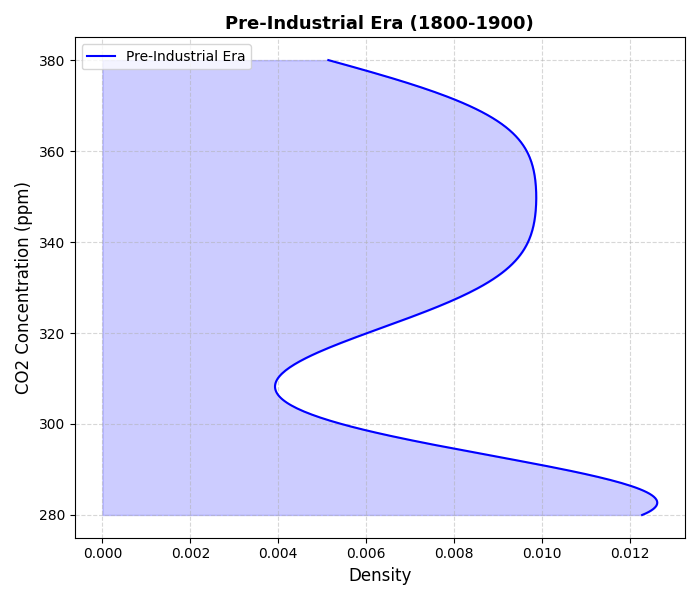 Pre-Industrial Era (1800-1900)
Pre-Industrial Era
CO2 Concentration (ppm)
380
360
340
320
300
280
0.000 0.002 0.004 0.006 0.008 0.010 0.012
Density